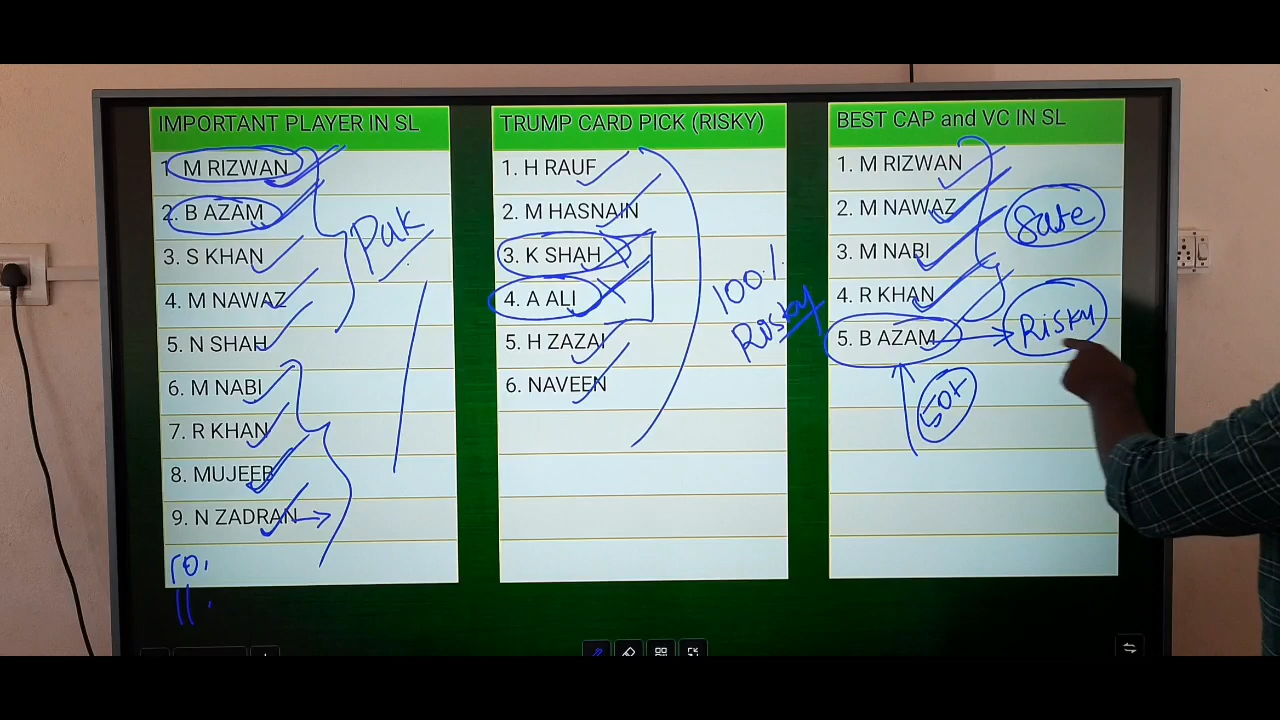 IMPORTANT PLAYER IN SL
1 M RIZWAN
2. B AZAM
3. S KHAN
4. M NAWAZ
5. N SHAH
6. M NABI
7. R KHAN
8. MUJEEB
9. N ZADRAN
10.
11.
Pak
TRUMP CARD PICK (RISKY)
1. H RAUF
2. M HASNAIN
3. K SHAH
4. A ALI
5. H ZAZAI
6. NAVEEN
100%
Risky
BEST CAP and VC IN SL
1. M RIZWAN
2. M NAWAZ
3. M NABI
4. R KHAN
5. B AZAM
Safe
Risky
50+